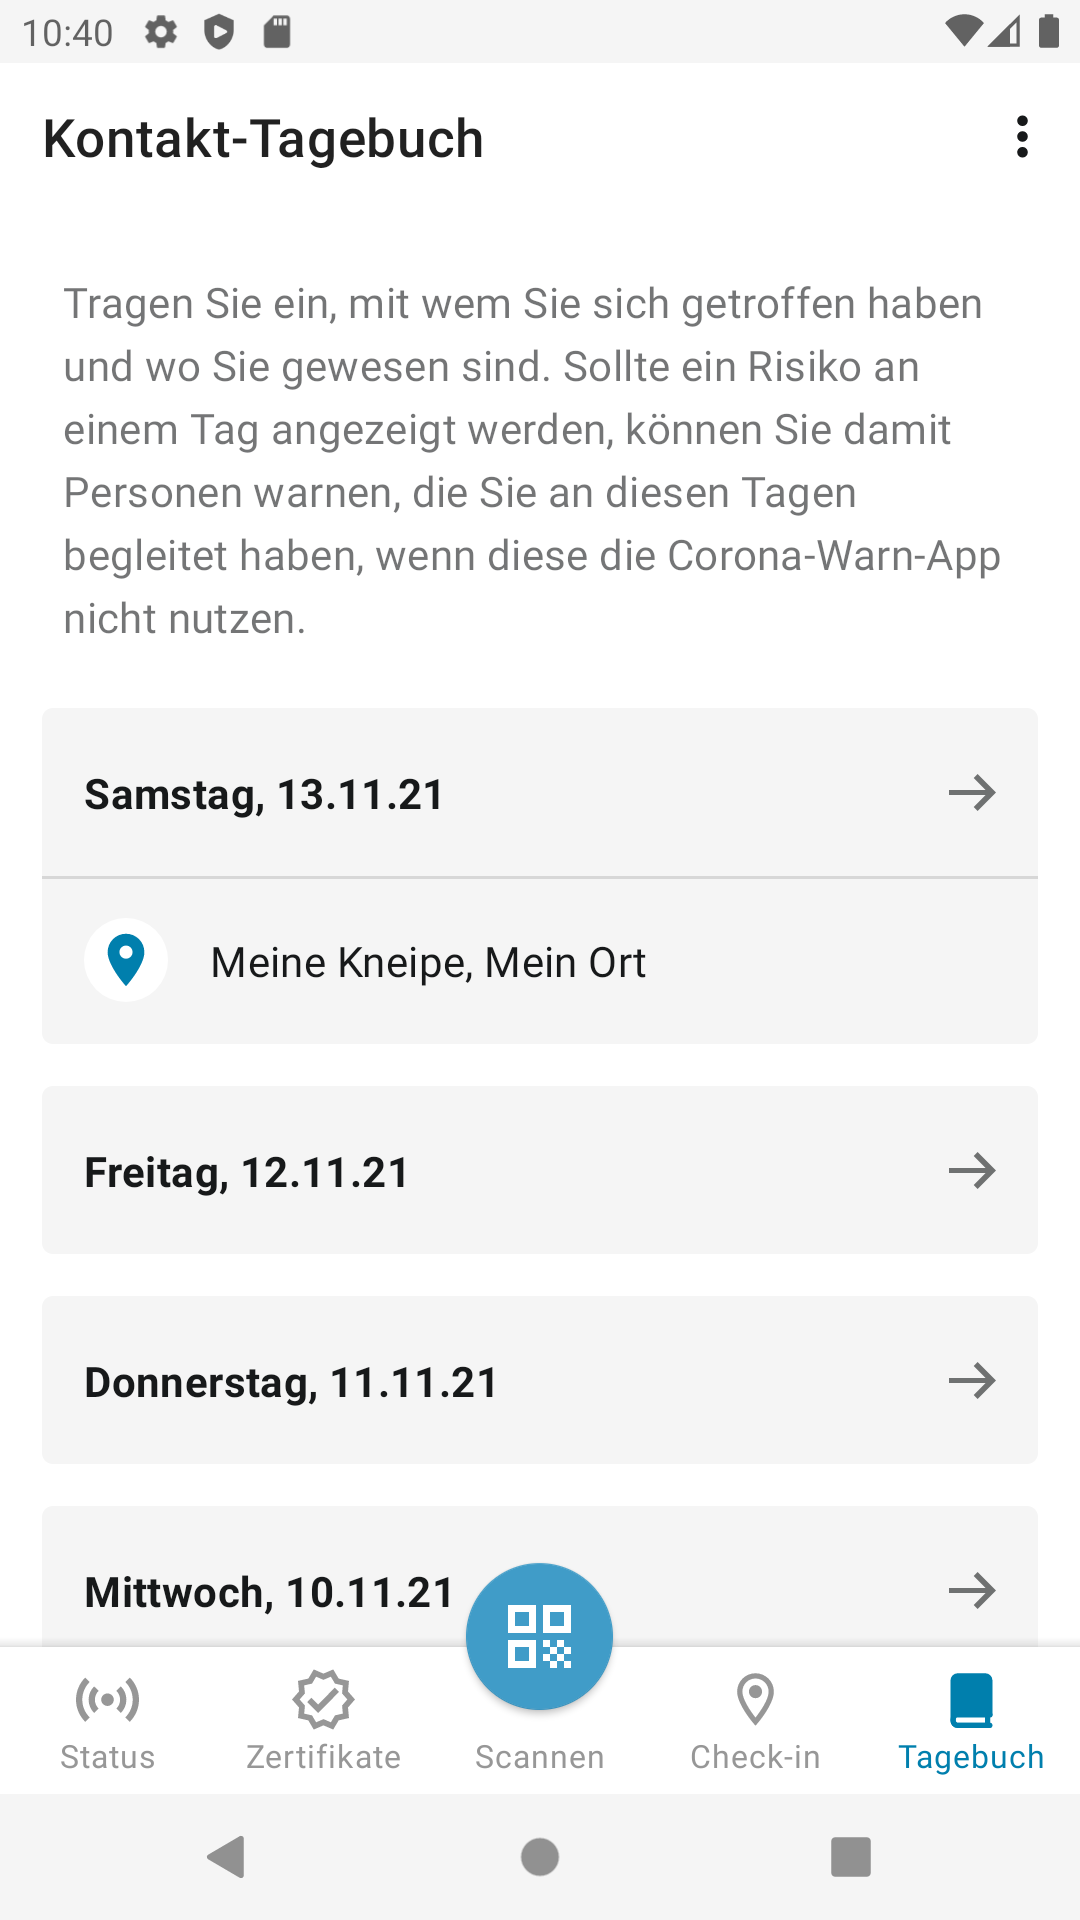 10:40
Kontakt-Tagebuch
Tragen Sie ein, mit wem Sie sich getroffen haben
und wo Sie gewesen sind. Sollte ein Risiko an
einem Tag angezeigt werden, können Sie damit
Personen warnen, die Sie an diesen Tagen
begleitet haben, wenn diese die Corona-Warn-App
nicht nutzen.
Samstag, 13.11.21
Meine Kneipe, Mein Ort
Freitag, 12.11.21
Donnerstag, 11.11.21
Mittwoch, 10.11.21
Status
Zertifikate
Scannen
Check-in
Tagebuch